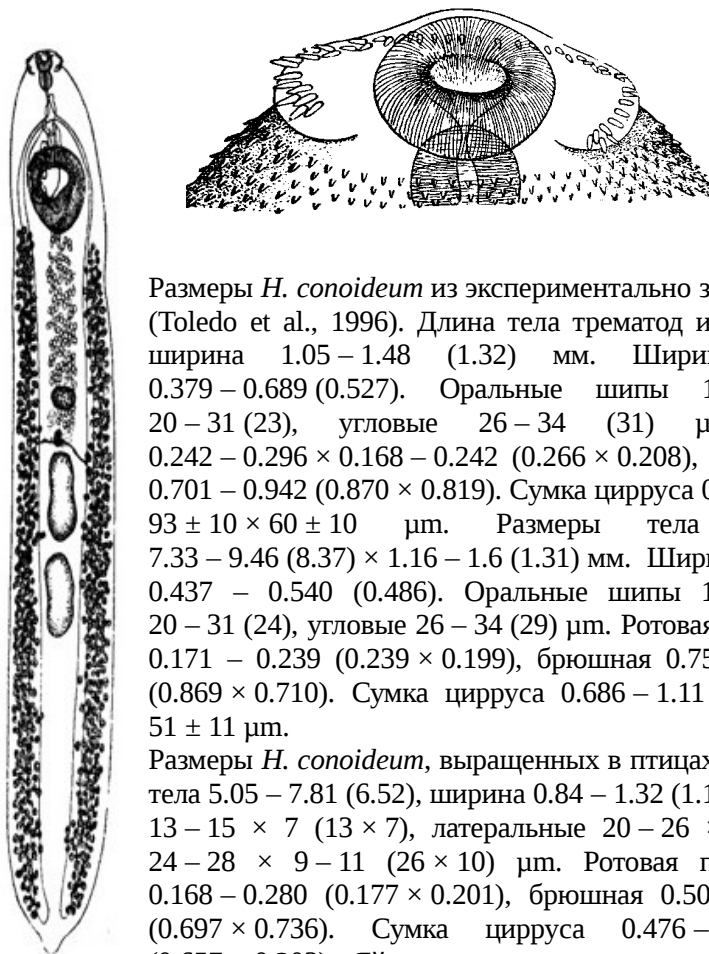 Размеры H. conoideum из экспериментально з
(Toledo et al., 1996). Длина тела трематод и
ширина 1.05 – 1.48 (1.32) мм. Ширин
0.379 – 0.689 (0.527). Оральные шипы 1
20 – 31 (23), угловые 26 – 34 (31) μ
0.242 – 0.296 × 0.168 – 0.242 (0.266 × 0.208),
0.701 – 0.942 (0.870 × 0.819). Сумка цирруса 0
93 ± 10 × 60 ± 10 μm. Размеры тела
7.33 – 9.46 (8.37) × 1.16 – 1.6 (1.31) мм. Шири
0.437 – 0.540 (0.486). Оральные шипы 1
20 – 31 (24), угловые 26 – 34 (29) μm. Ротовая
0.171 – 0.239 (0.239 × 0.199), брюшная 0.75
(0.869 × 0.710). Сумка цирруса 0.686 – 1.11
51 ± 11 μm.
Размеры H. conoideum, выращенных в птицах
тела 5.05 – 7.81 (6.52), ширина 0.84 – 1.32 (1.1
13 – 15 × 7 (13 × 7), латеральные 20 – 26
24 – 28 × 9 – 11 (26 × 10) μm. Ротовая п
0.168 – 0.280 (0.177 × 0.201), брюшная 0.50
(0.697 × 0.736). Сумка цирруса 0.476 –